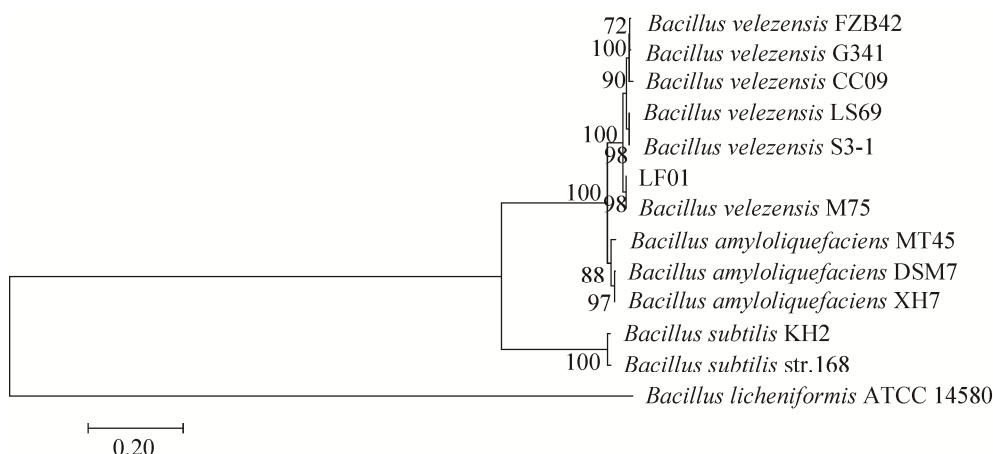 72 Bacillus velezensis FZB42
100 Bacillus velezensis G341
90 Bacillus velezensis CC09
Bacillus velezensis LS69
100
98 Bacillus velezensis S3-1
LF01
100 98 Bacillus velezensis M75
Bacillus amyloliquefaciens MT45
88 Bacillus amyloliquefaciens DSM7
97 Bacillus amyloliquefaciens XH7
Bacillus subtilis KH2
100 Bacillus subtilis str.168
Bacillus licheniformis ATCC 14580
0.20